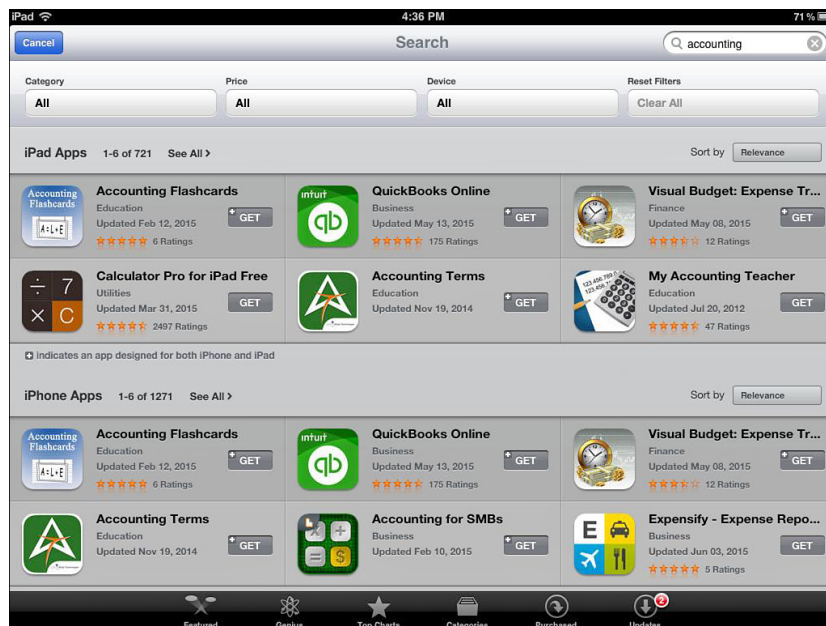 iPad 4:36 PM 71%
Cancel Search accounting
Category Price Device Reset Filters
All All All Clear All
iPad Apps 1-6 of 721 See All › Sort by Relevance
Accounting Flashcards
Accounting Flashcards
Education
Updated Feb 12, 2015
6 Ratings
A=L+E
GET
intuit
qb
QuickBooks Online
Business
Updated May 13, 2015
175 Ratings
GET
Visual Budget: Expense Tr...
Finance
Updated May 08, 2015
12 Ratings
GET
÷ 7
× C
Calculator Pro for iPad Free
Utilities
Updated Mar 31, 2015
2497 Ratings
GET
Accounting Terms
Education
Updated Nov 19, 2014
GET
My Accounting Teacher
Education
Updated Jul 20, 2012
47 Ratings
GET
+ indicates an app designed for both iPhone and iPad
iPhone Apps 1-6 of 1271 See All › Sort by Relevance
Accounting Flashcards
Accounting Flashcards
Education
Updated Feb 12, 2015
6 Ratings
A=L+E
GET
intuit
qb
QuickBooks Online
Business
Updated May 13, 2015
175 Ratings
GET
Visual Budget: Expense Tr...
Finance
Updated May 08, 2015
12 Ratings
GET
Accounting Terms
Education
Updated Nov 19, 2014
GET
x +
= $
Accounting for SMBs
Business
Updated Feb 10, 2015
GET
E
Expensify - Expense Repo...
Business
Updated Jun 03, 2015
5 Ratings
GET
2
Featured Genius Top Charts Categories Purchased Updates